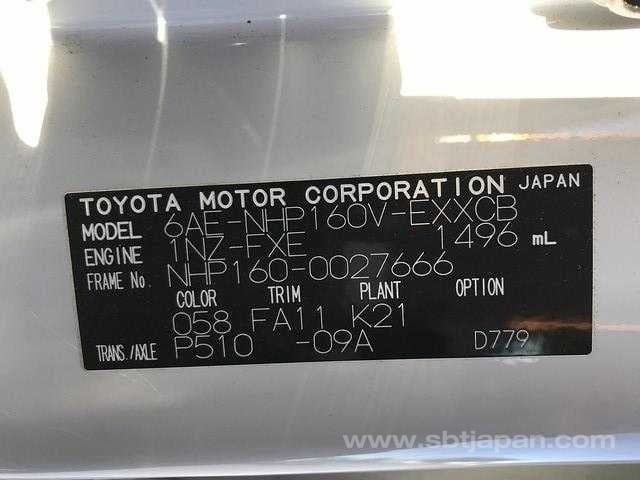 TOYOTA MOTOR CORPORATION JAPAN
MODEL 6AE-NHP160V-EXXCB
ENGINE 1NZ-FXE 1496 mL
FRAME No. NHP160-0027666
COLOR TRIM PLANT OPTION
058 FA11 K21
TRANS./AXLE P510 -09A D779
www.sbtjapan.com